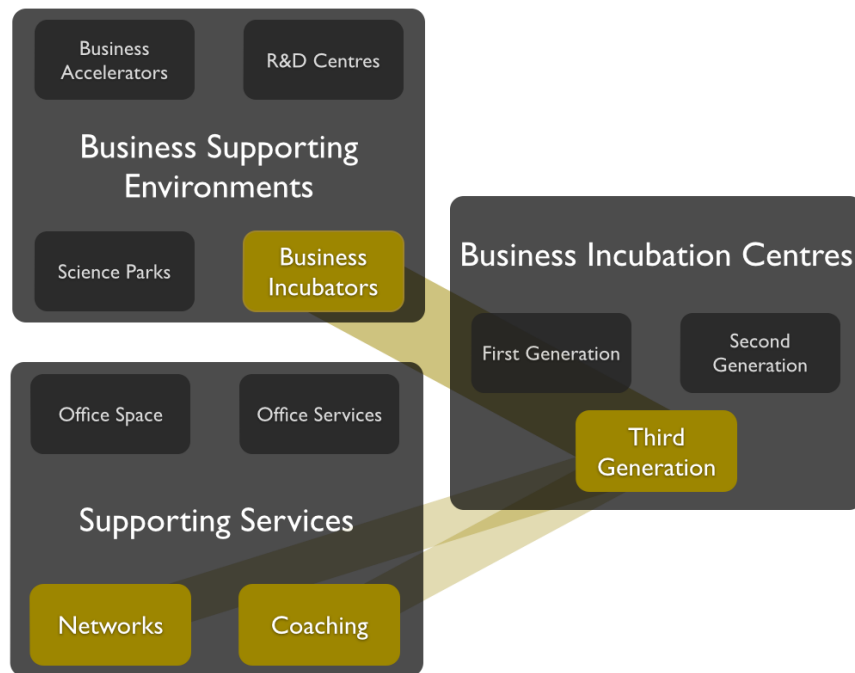 Business
Accelerators
R&D Centres
Business Supporting
Environments
Science Parks
Business
Incubators
Business Incubation Centres
First Generation
Second
Generation
Third
Generation
Office Space
Office Services
Supporting Services
Networks
Coaching